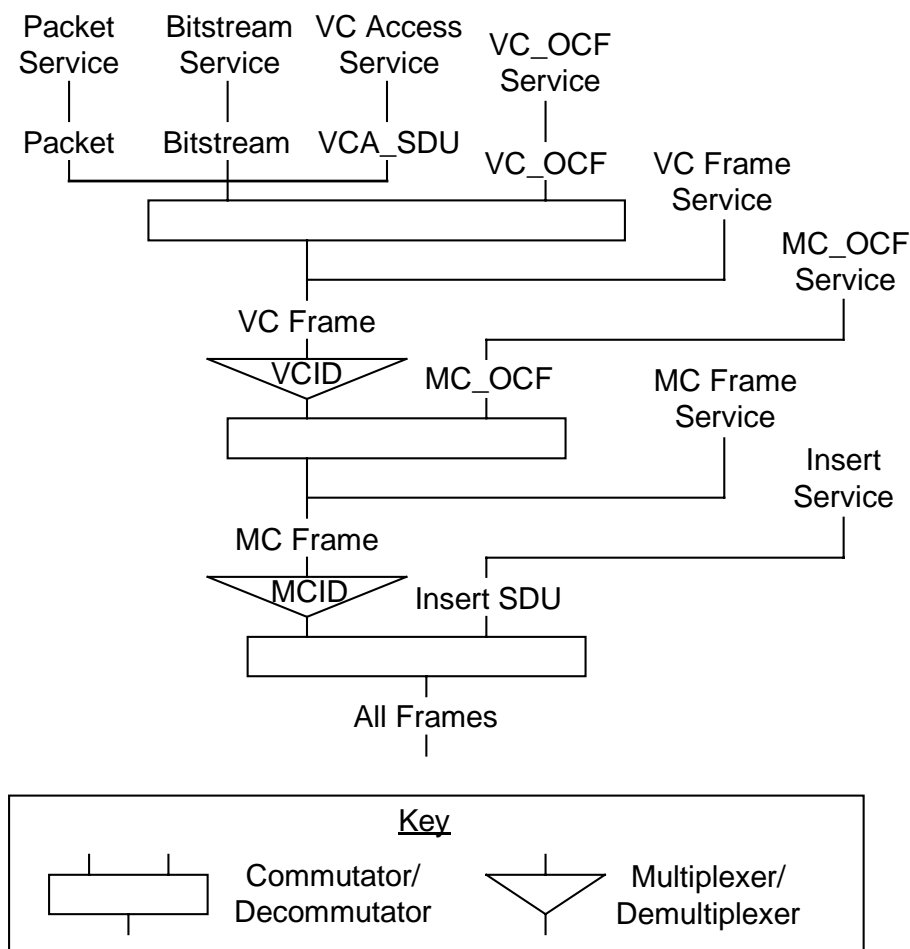 Packet
Service
Bitstream
Service
VC Access
Service
VC_OCF
Service
Packet
Bitstream
VCA_SDU
VC_OCF
VC Frame
Service
MC_OCF
Service
VC Frame
VCID
MC_OCF
MC Frame
Service
Insert
Service
MC Frame
MCID
Insert SDU
All Frames
Key
Commutator/
Decommutator
Multiplexer/
Demultiplexer